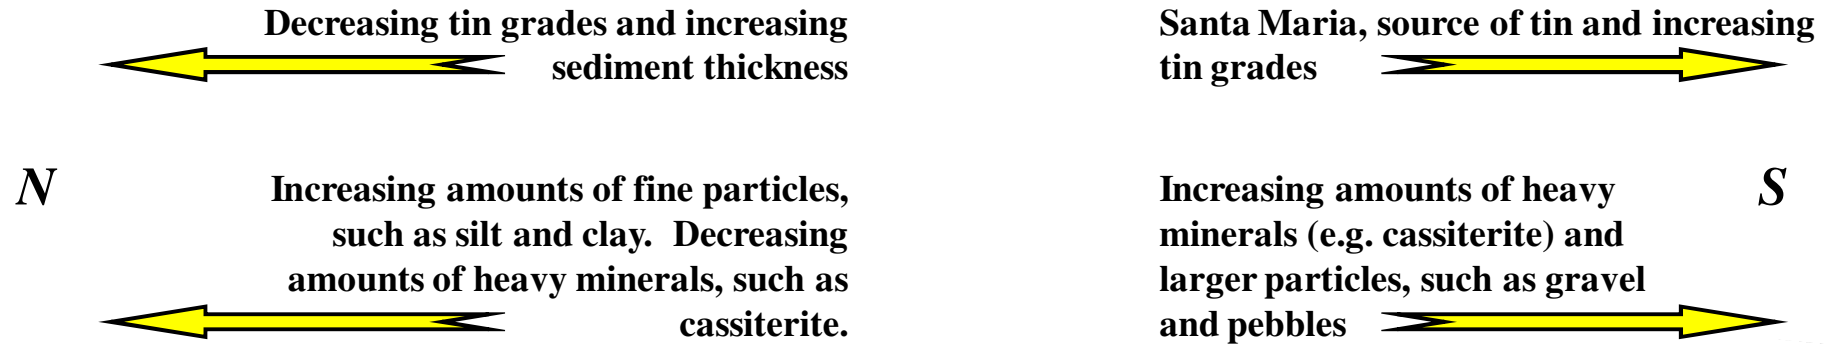 Decreasing tin grades and increasing
sediment thickness
Santa Maria, source of tin and increasing
tin grades
N
Increasing amounts of fine particles,
such as silt and clay.  Decreasing
amounts of heavy minerals, such as
cassiterite.
Increasing amounts of heavy
minerals (e.g. cassiterite) and
larger particles, such as gravel
and pebbles
S